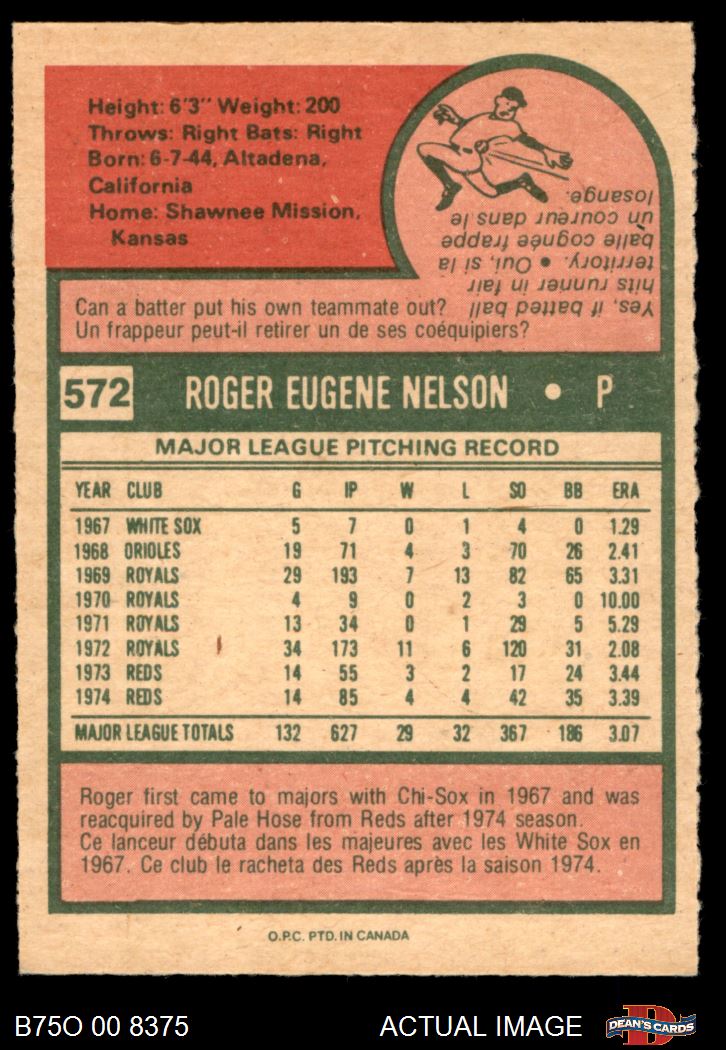 Height: 6'3" Weight: 200
Throws: Right Bats: Right
Born: 6-7-44, Altadena,
California
Home: Shawnee Mission,
Kansas
Can a batter put his own teammate out?
Un frappeur peut-il retirer un de ses coéquipiers?
Yes, if batted ball
hits runner in fair
territory. • Oui, si la
balle cognée frappe
un coureur dans le
losange.
572 ROGER EUGENE NELSON • P
MAJOR LEAGUE PITCHING RECORD
YEAR CLUB G IP W L SO BB ERA
1967 WHITE SOX 5 7 0 1 4 0 1.29
1968 ORIOLES 19 71 4 3 70 26 2.41
1969 ROYALS 29 193 7 13 82 65 3.31
1970 ROYALS 4 9 0 2 3 0 10.00
1971 ROYALS 13 34 0 1 29 5 5.29
1972 ROYALS 34 173 11 6 120 31 2.08
1973 REDS 14 55 3 2 17 24 3.44
1974 REDS 14 85 4 4 42 35 3.39
MAJOR LEAGUE TOTALS 132 627 29 32 367 186 3.07
Roger first came to majors with Chi-Sox in 1967 and was
reacquired by Pale Hose from Reds after 1974 season.
Ce lanceur débuta dans les majeures avec les White Sox en
1967. Ce club le racheta des Reds après la saison 1974.
O.P.C. PTD. IN CANADA
B75O 00 8375 ACTUAL IMAGE DEAN'S CARDS